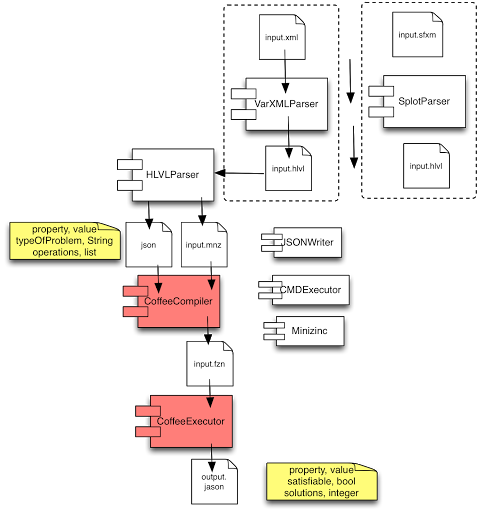 input.xml
input.sfxm
VarXMLParser
SplotParser
input.hlvl
input.hlvl
HLVLParser
property, value
typeOfProblem, String
operations, list
json
input.mnz
JSONWriter
CoffeeCompiler
CMDExecutor
Minizinc
input.fzn
CoffeeExecutor
output.
jason
property, value
satisfiable, bool
solutions, integer